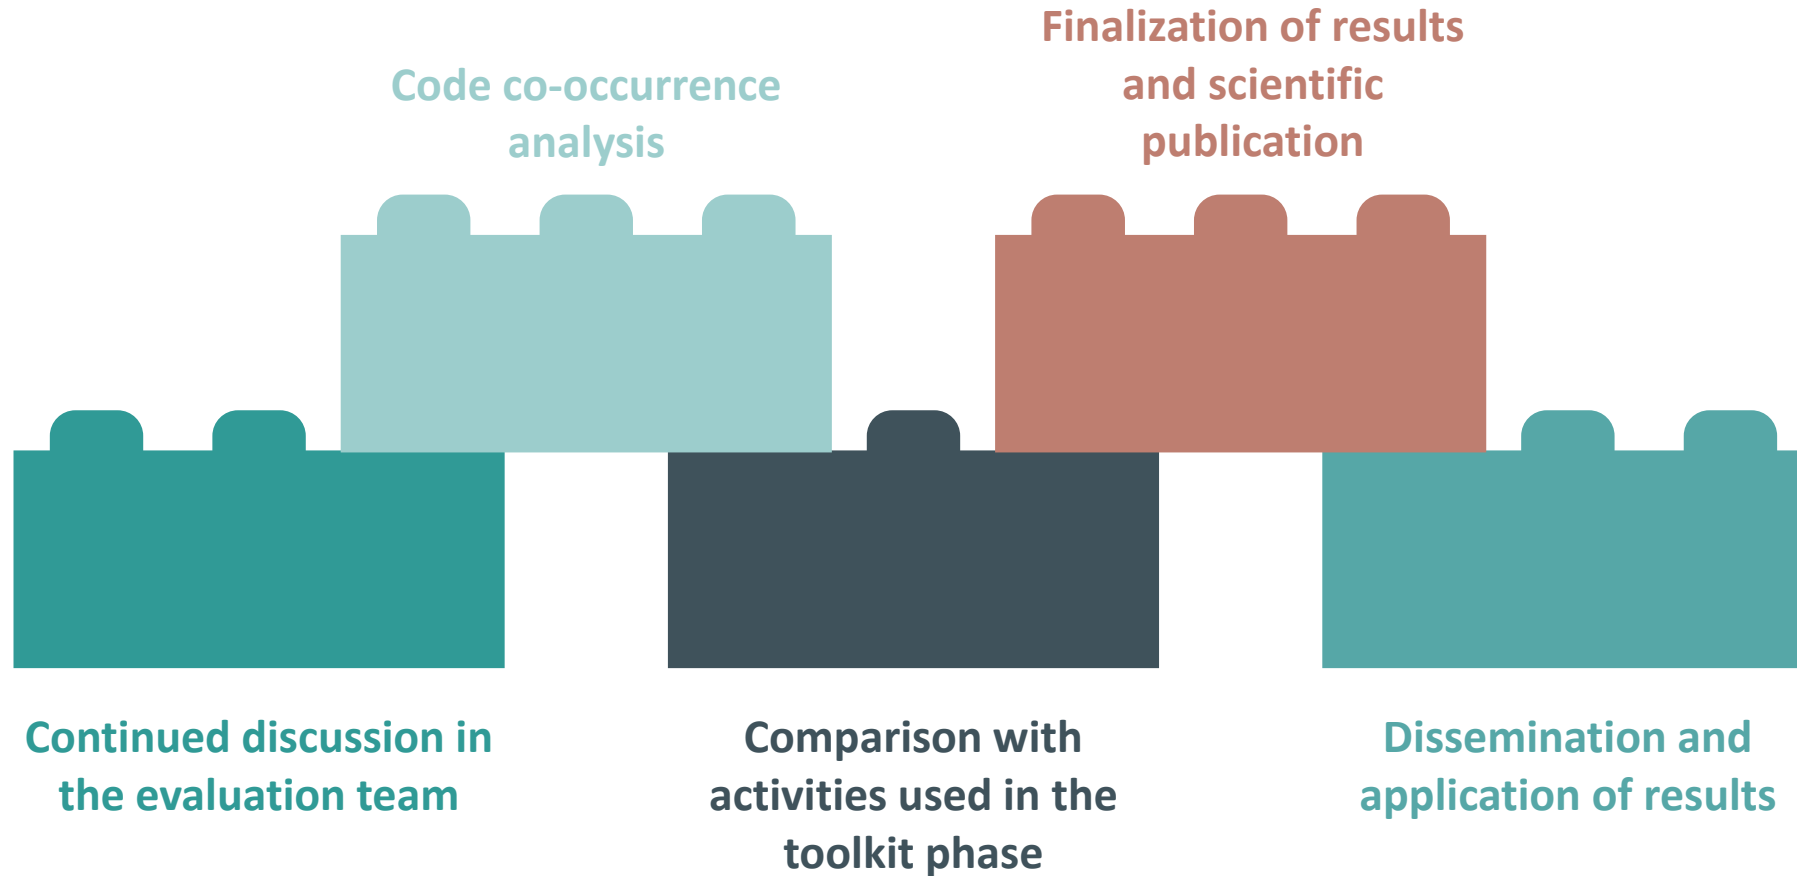 Finalization of results
and scientific
publication
Code co-occurrence
analysis
Continued discussion in
the evaluation team
Comparison with
activities used in the
toolkit phase
Dissemination and
application of results